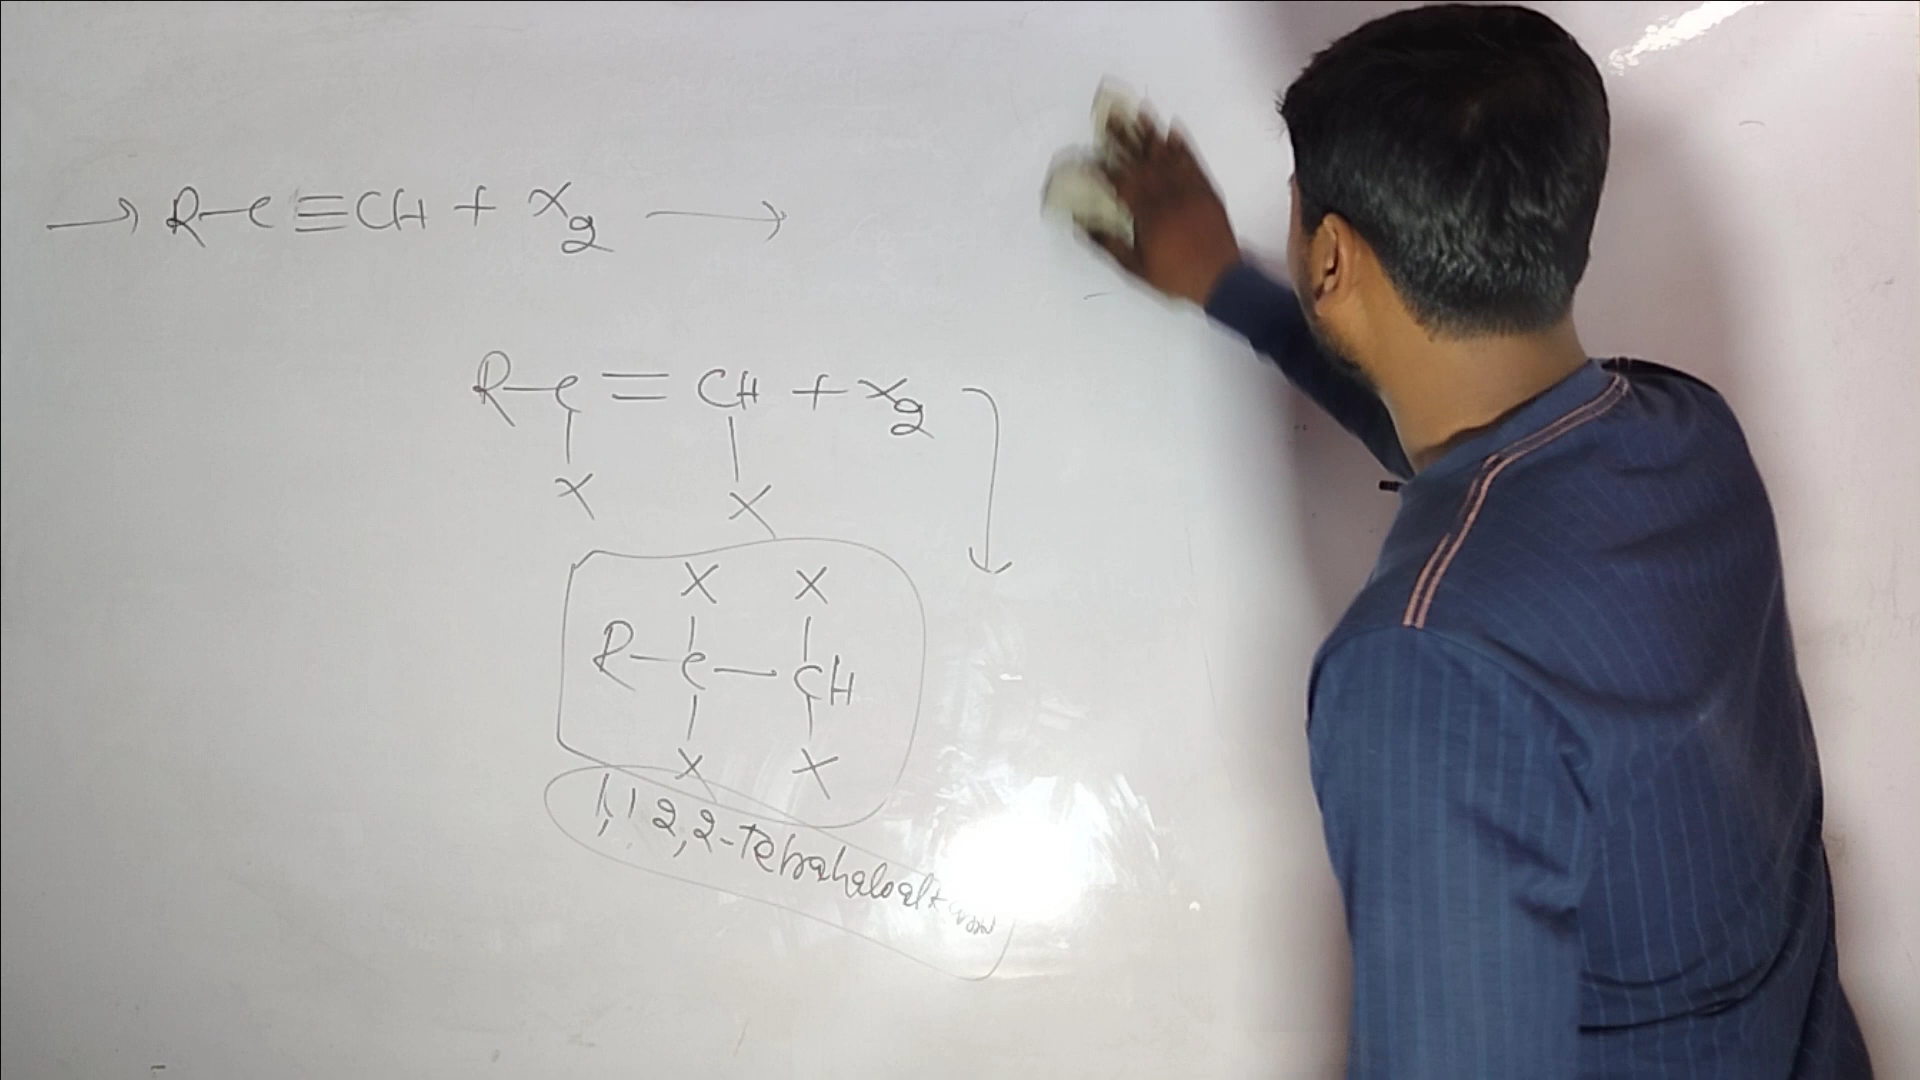 → R-C≡CH + X₂ →
R-C=CH + X₂
X X
X X
R-C-CH
X X
1,1 2,2-Tetrahaloalkane